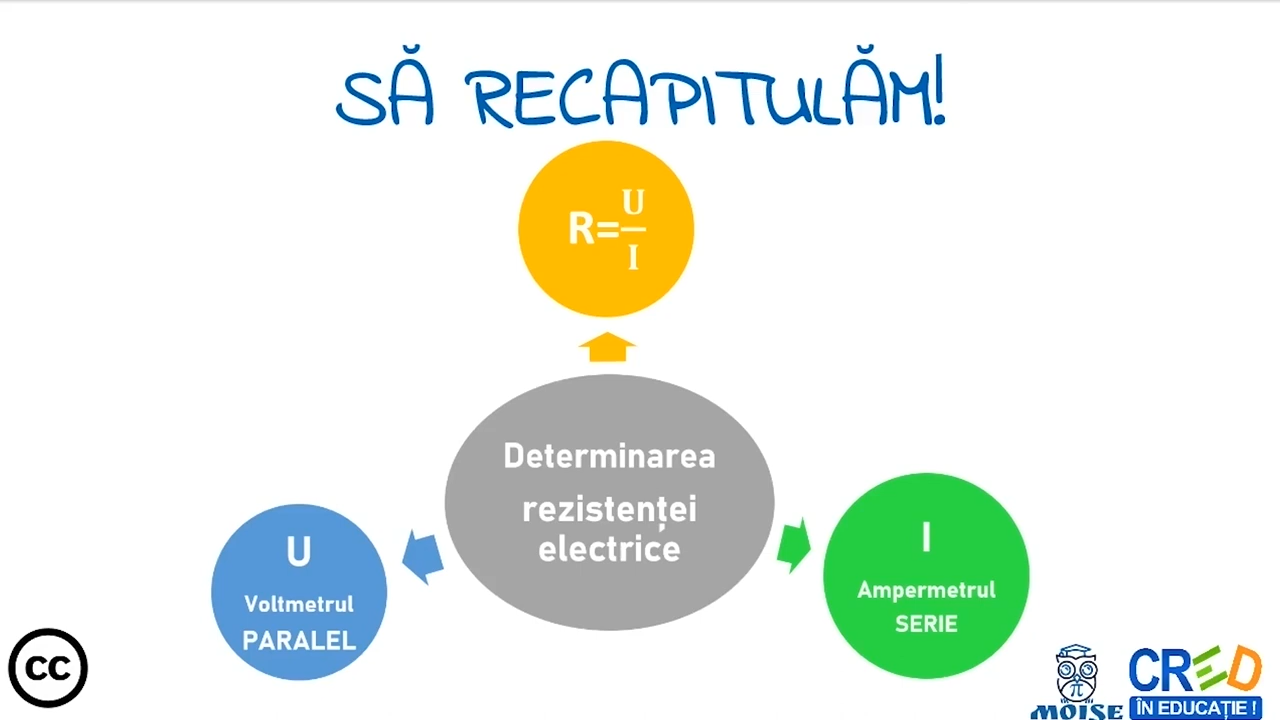 SĂ RECAPITULĂM!
R=U/I
Determinarea
rezistenței
electrice
U
Voltmetrul
PARALEL
I
Ampermetrul
SERIE
cc
π
MOISE
CRED
ÎN EDUCAȚIE !